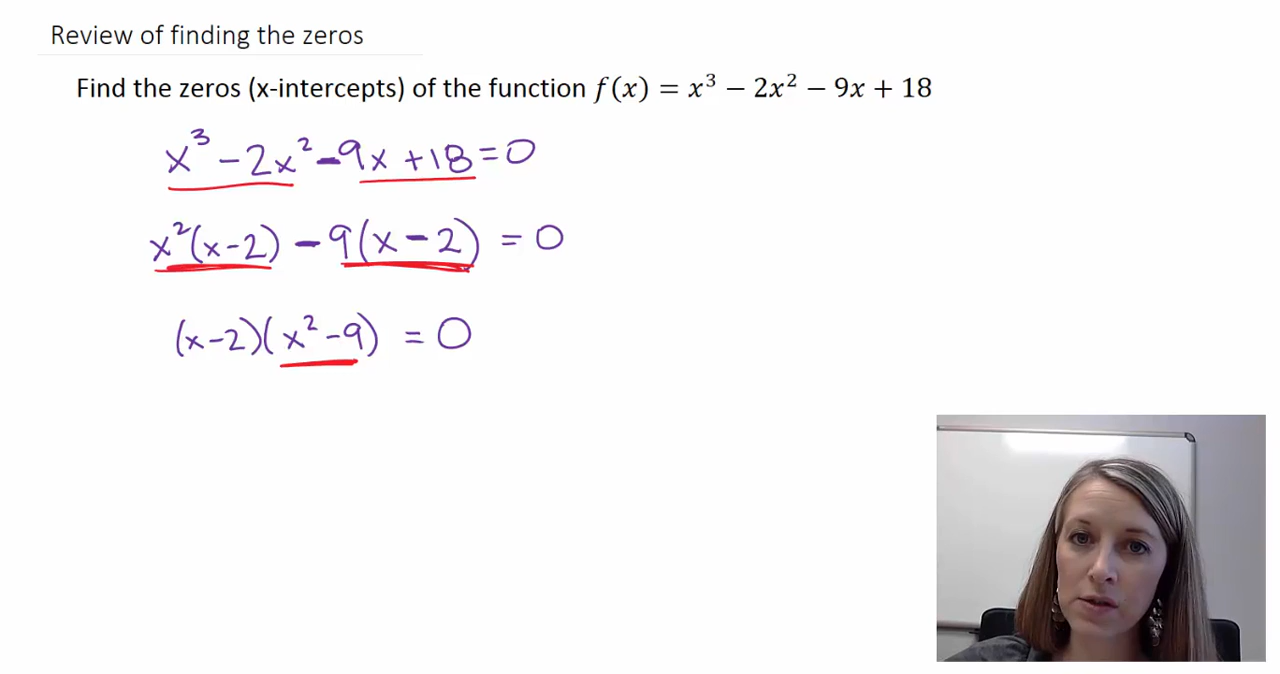 Review of finding the zeros
Find the zeros (x-intercepts) of the function f(x) = x³ − 2x² − 9x + 18
x³ − 2x² − 9x + 18 = 0
x²(x − 2) − 9(x − 2) = 0
(x − 2)(x² − 9) = 0